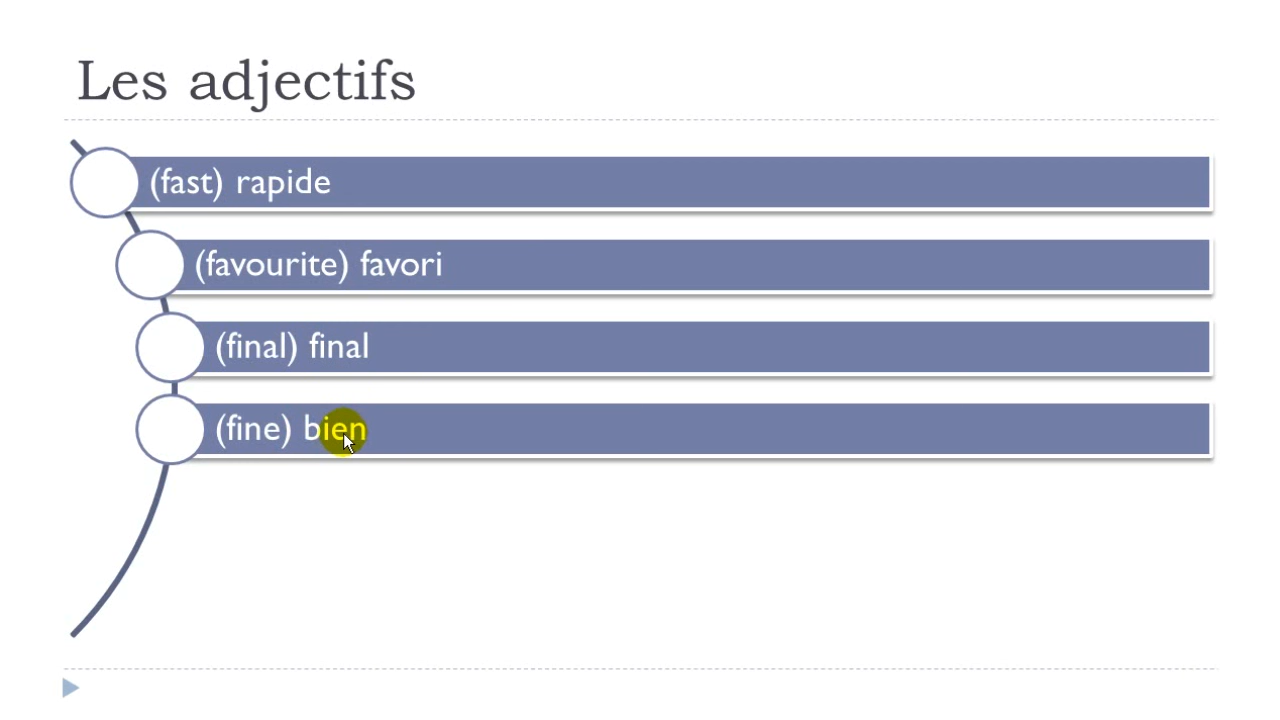 Les adjectifs
(fast) rapide
(favourite) favori
(final) final
(fine) bien